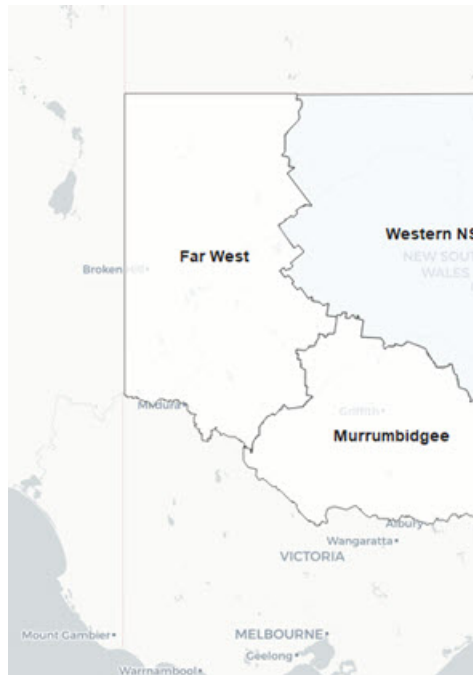 Western NS
Far West
NEW SOUT
WALES
Broken Hill
Mildura
Griffith
Murrumbidgee
Albury
Wangaratta
VICTORIA
Mount Gambier
MELBOURNE
Geelong
Warrnambool